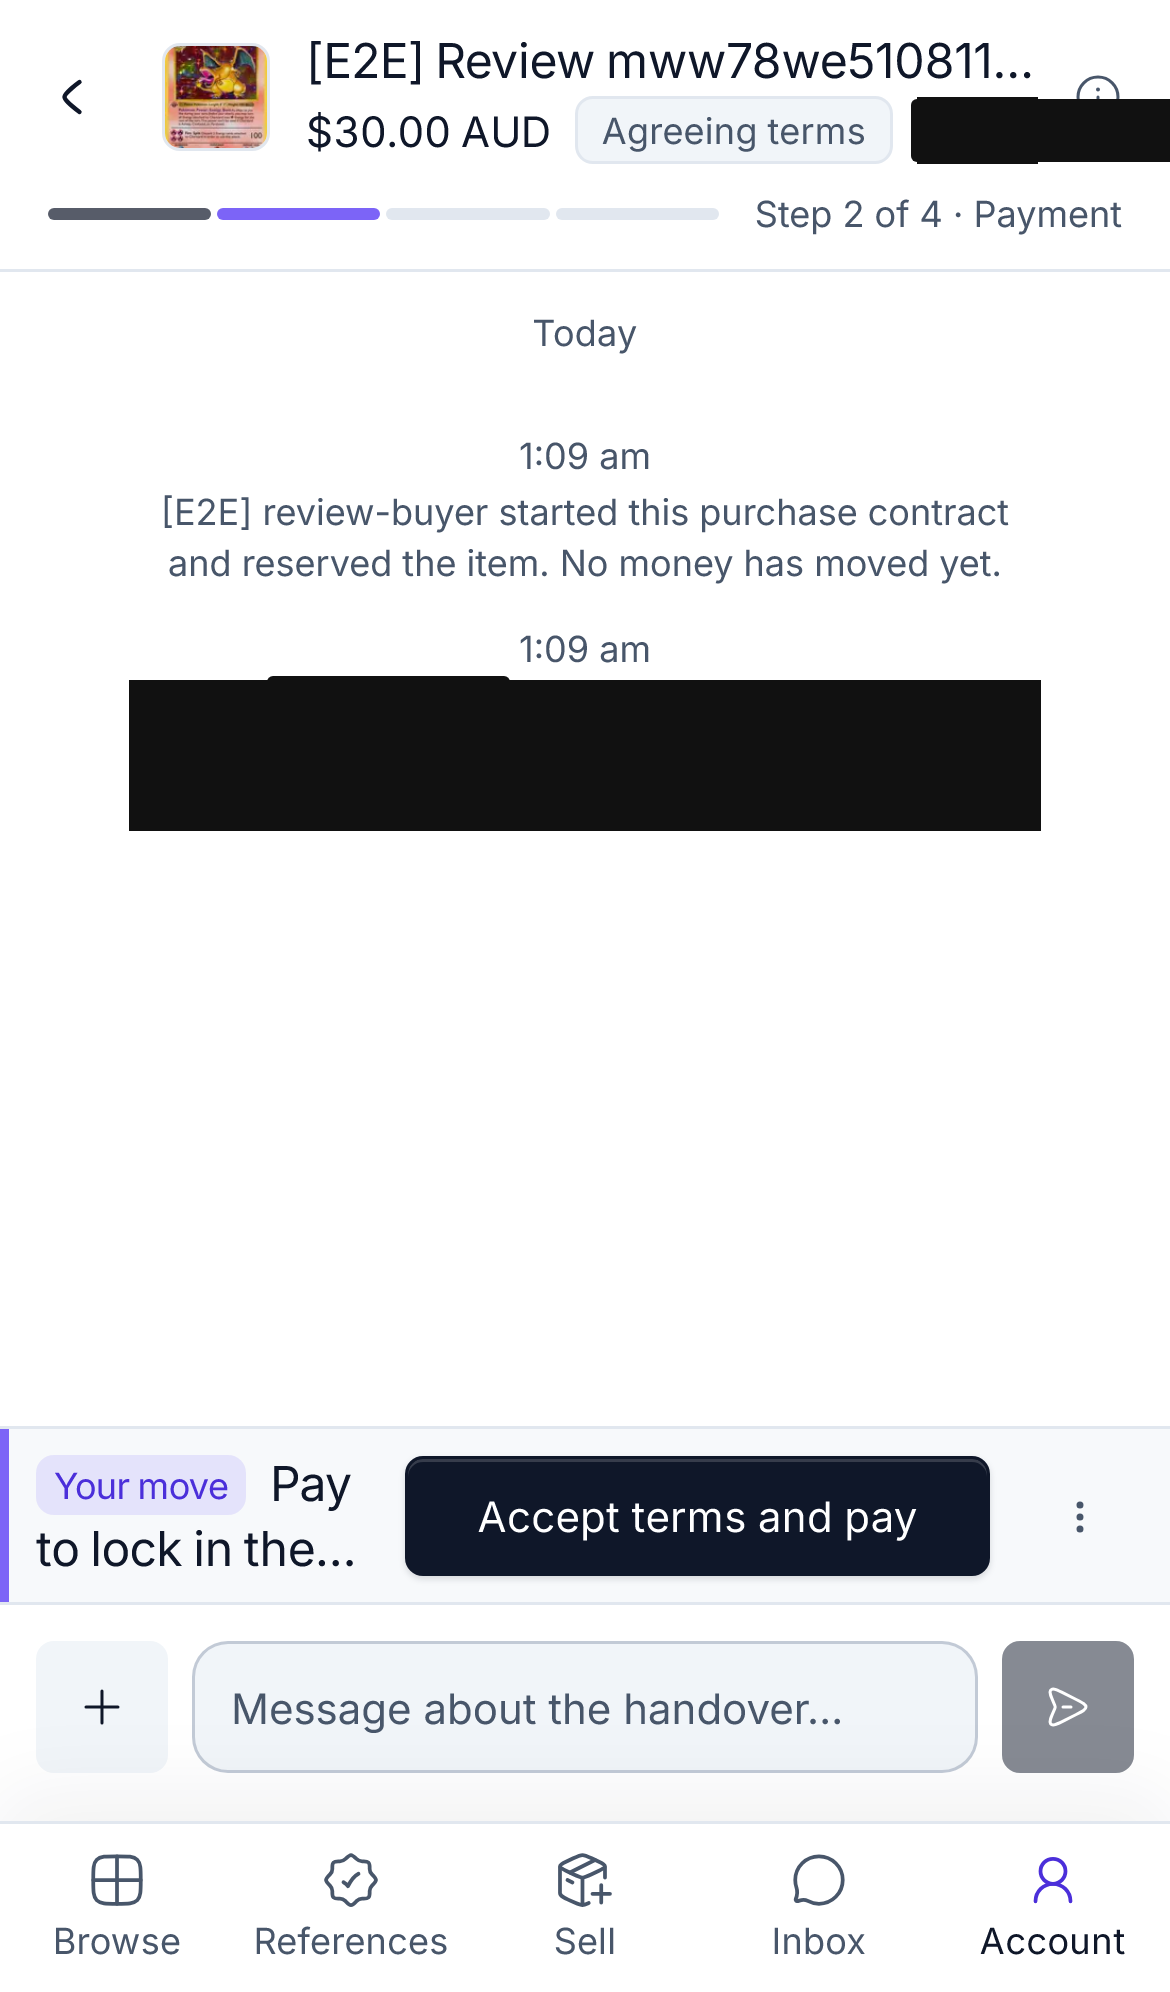 [E2E] Review mww78we510811...
$30.00 AUD Agreeing terms
Step 2 of 4 · Payment
Today
1:09 am
[E2E] review-buyer started this purchase contract
and reserved the item. No money has moved yet.
1:09 am
Your move Pay
to lock in the...
Accept terms and pay
Message about the handover...
Browse
References
Sell
Inbox
Account